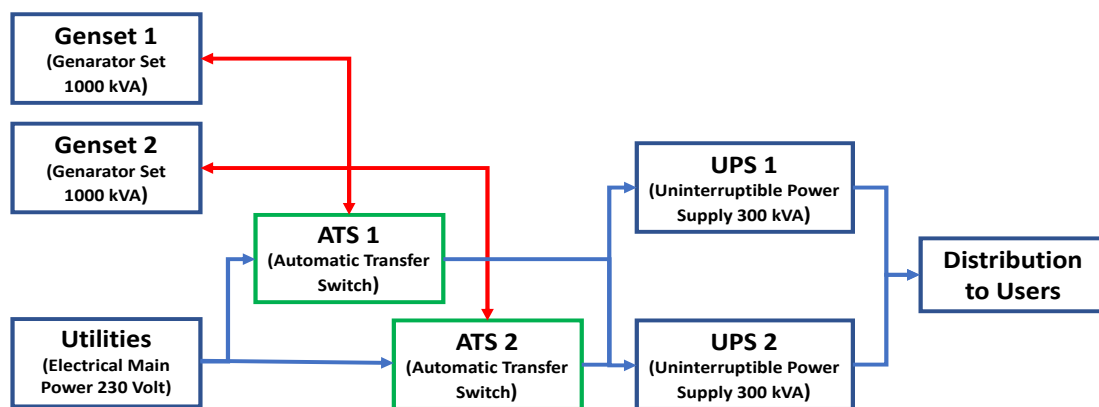 Genset 1
(Genarator Set
1000 kVA)
Genset 2
(Genarator Set
1000 kVA)
UPS 1
(Uninterruptible Power
Supply 300 kVA)
ATS 1
(Automatic Transfer
Switch)
Distribution
to Users
Utilities
(Electrical Main
Power 230 Volt)
ATS 2
(Automatic Transfer
Switch)
UPS 2
(Uninterruptible Power
Supply 300 kVA)